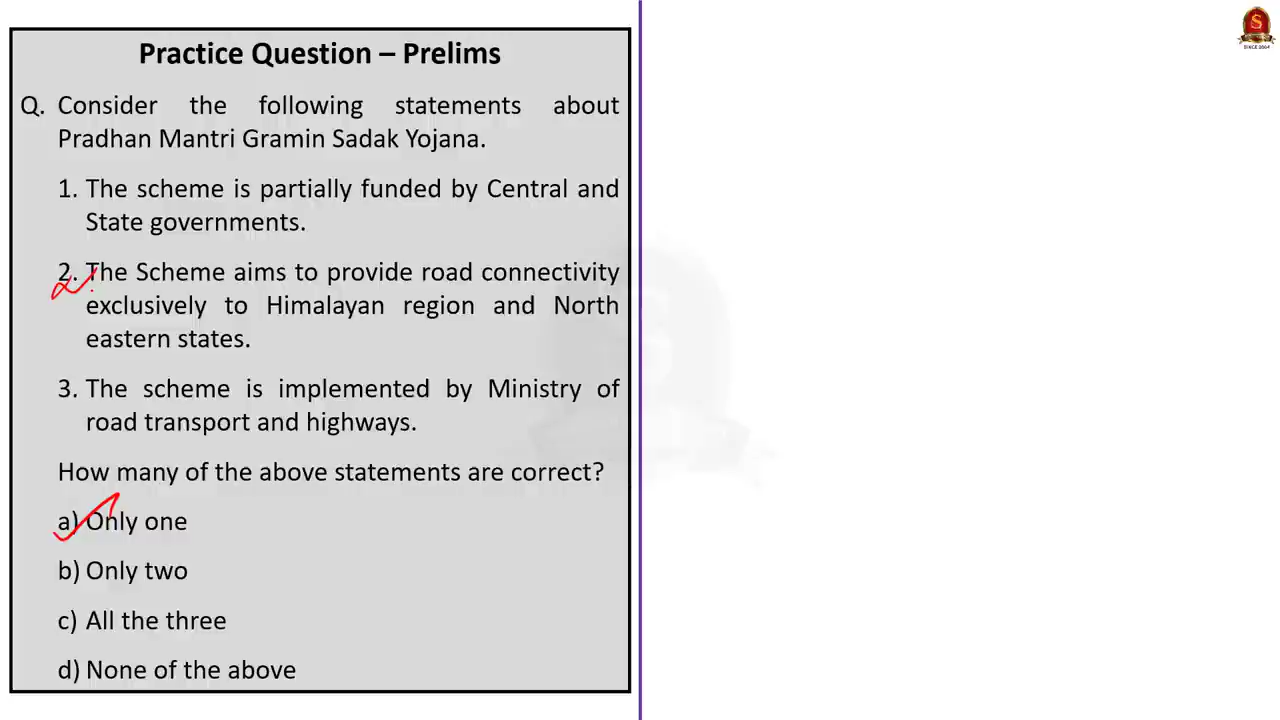 Practice Question – Prelims
Q. Consider the following statements about
Pradhan Mantri Gramin Sadak Yojana.
1. The scheme is partially funded by Central and
State governments.
2. The Scheme aims to provide road connectivity
exclusively to Himalayan region and North
eastern states.
3. The scheme is implemented by Ministry of
road transport and highways.
How many of the above statements are correct?
a) Only one
b) Only two
c) All the three
d) None of the above
S
SINCE 2004